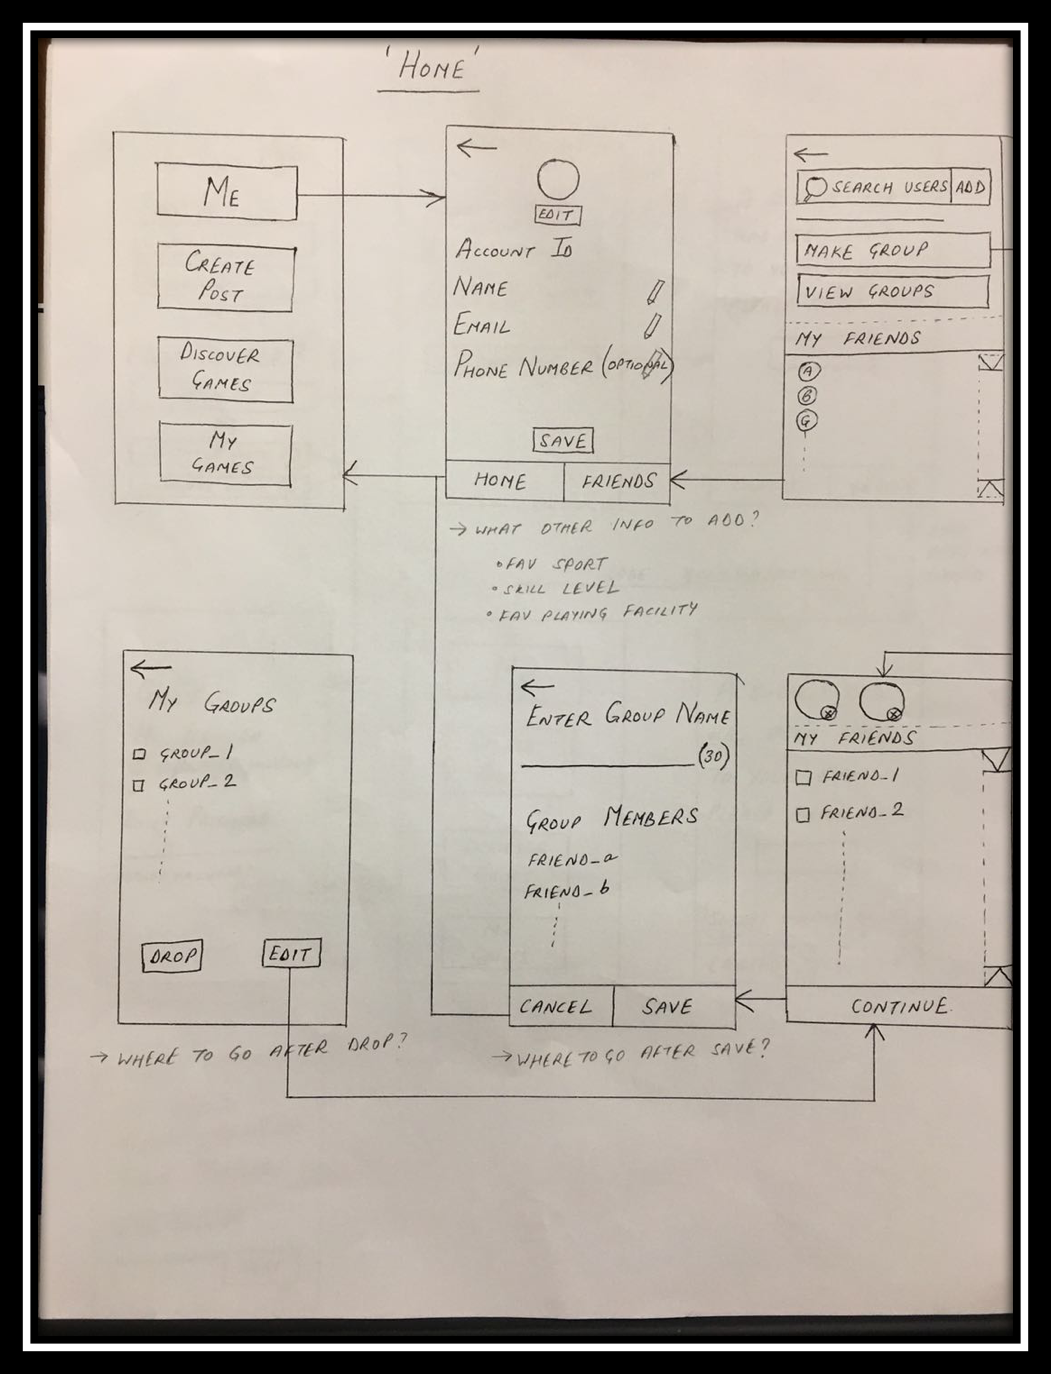 'HOME'
ME
CREATE
POST
DISCOVER
GAMES
MY
GAMES
EDIT
ACCOUNT ID
NAME
EMAIL
PHONE NUMBER (OPTIONAL)
SAVE
HOME FRIENDS
→ WHAT OTHER INFO TO ADD?
• FAV SPORT
• SKILL LEVEL
• FAV PLAYING FACILITY
SEARCH USERS ADD
MAKE GROUP
VIEW GROUPS
MY FRIENDS
A
B
G
MY GROUPS
GROUP_1
GROUP_2
DROP EDIT
→ WHERE TO GO AFTER DROP?
ENTER GROUP NAME
(30)
GROUP MEMBERS
FRIEND_a
FRIEND_b
CANCEL SAVE
→ WHERE TO GO AFTER SAVE?
MY FRIENDS
FRIEND_1
FRIEND_2
CONTINUE